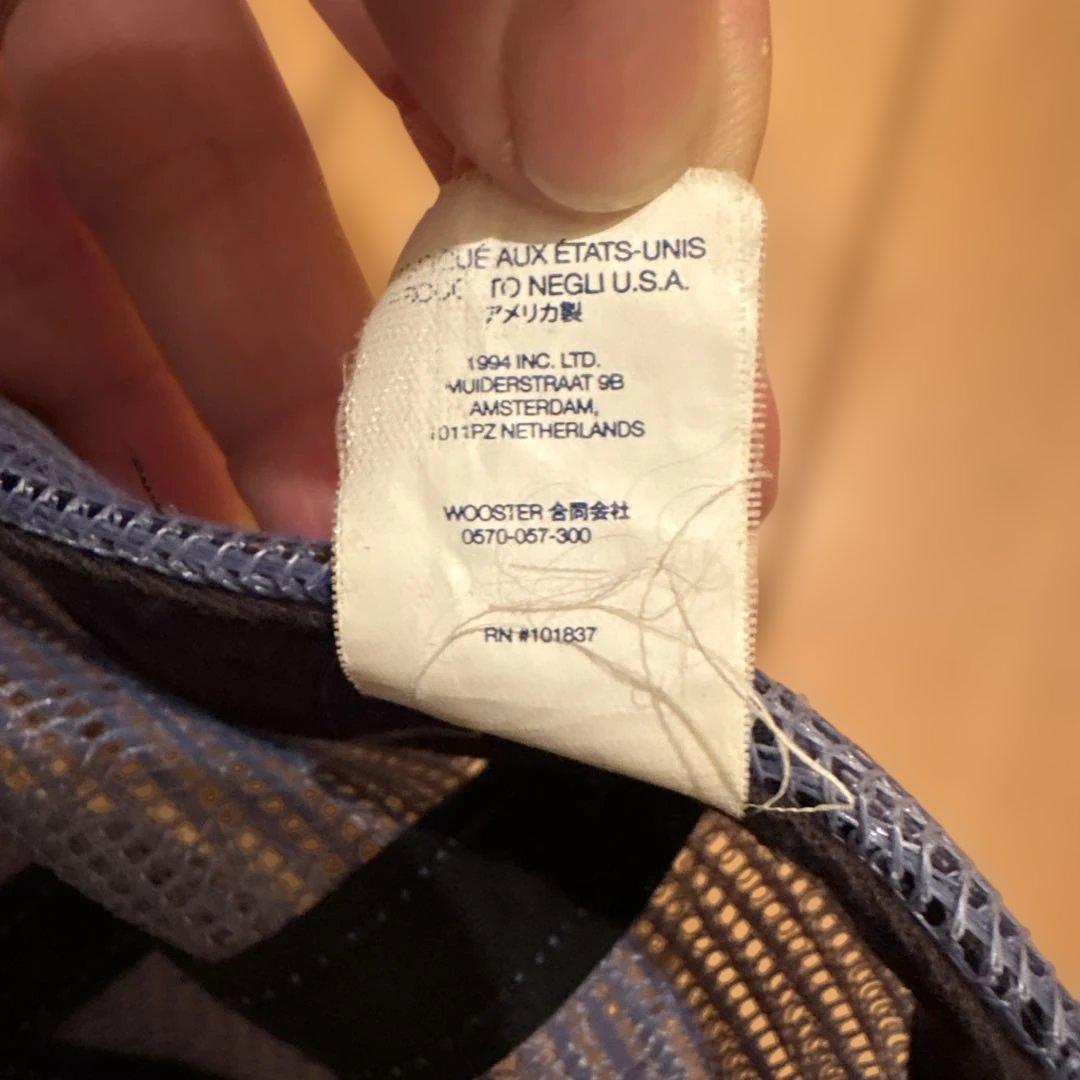 AUX ÉTATS-UNIS
NEGLI U.S.A.
アメリカ製
1994 INC. LTD.
MUIDERSTRAAT 9B
AMSTERDAM,
1011PZ NETHERLANDS
WOOSTER 合同会社
0570-057-300
RN #101837